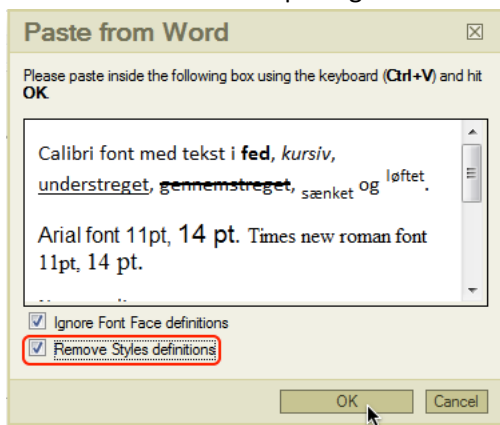 Paste from Word
Please paste inside the following box using the keyboard (Ctrl+V) and hit
OK.
Calibri font med tekst i fed, kursiv,
understreget, gennemstreget, sænket og løftet.
Arial font 11pt, 14 pt. Times new roman font
11pt, 14 pt.
Ignore Font Face definitions
Remove Styles definitions
OK Cancel